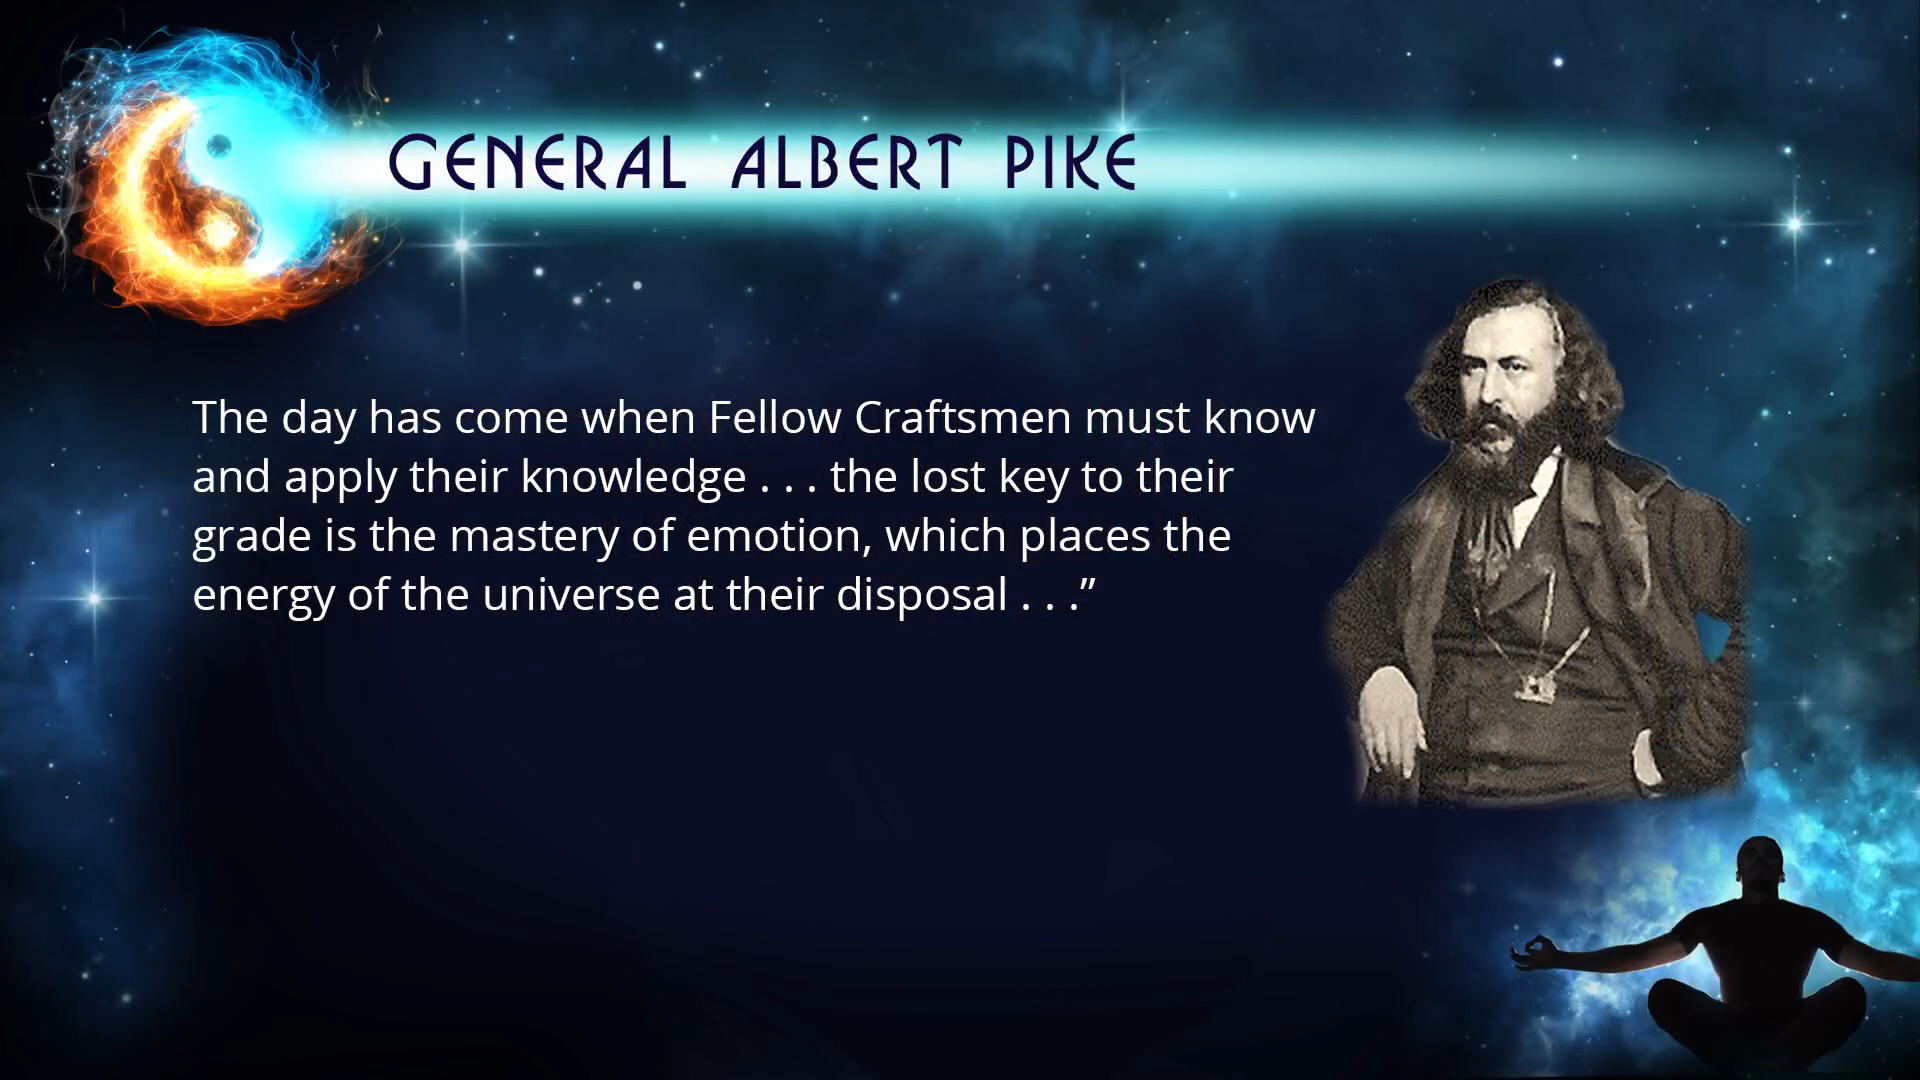 GENERAL ALBERT PIKE
The day has come when Fellow Craftsmen must know
and apply their knowledge . . . the lost key to their
grade is the mastery of emotion, which places the
energy of the universe at their disposal . . .”